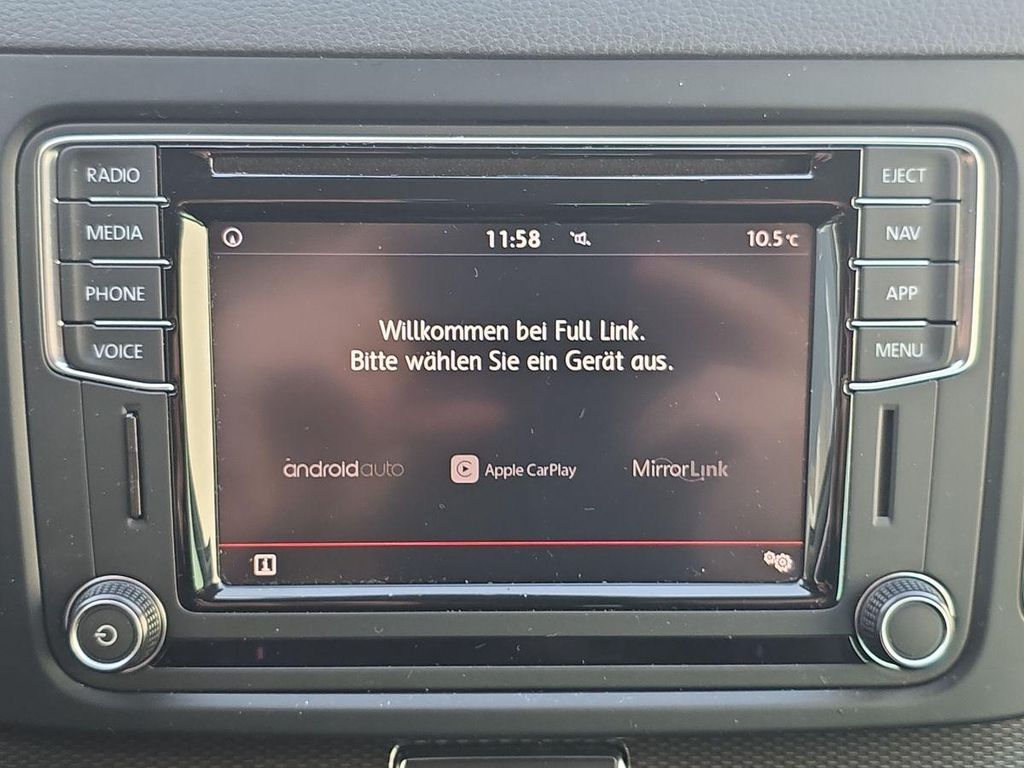 RADIO
MEDIA
PHONE
VOICE
EJECT
NAV
APP
MENU
11:58
10.5°C
Willkommen bei Full Link.
Bitte wählen Sie ein Gerät aus.
androidauto
Apple CarPlay
MirrorLink